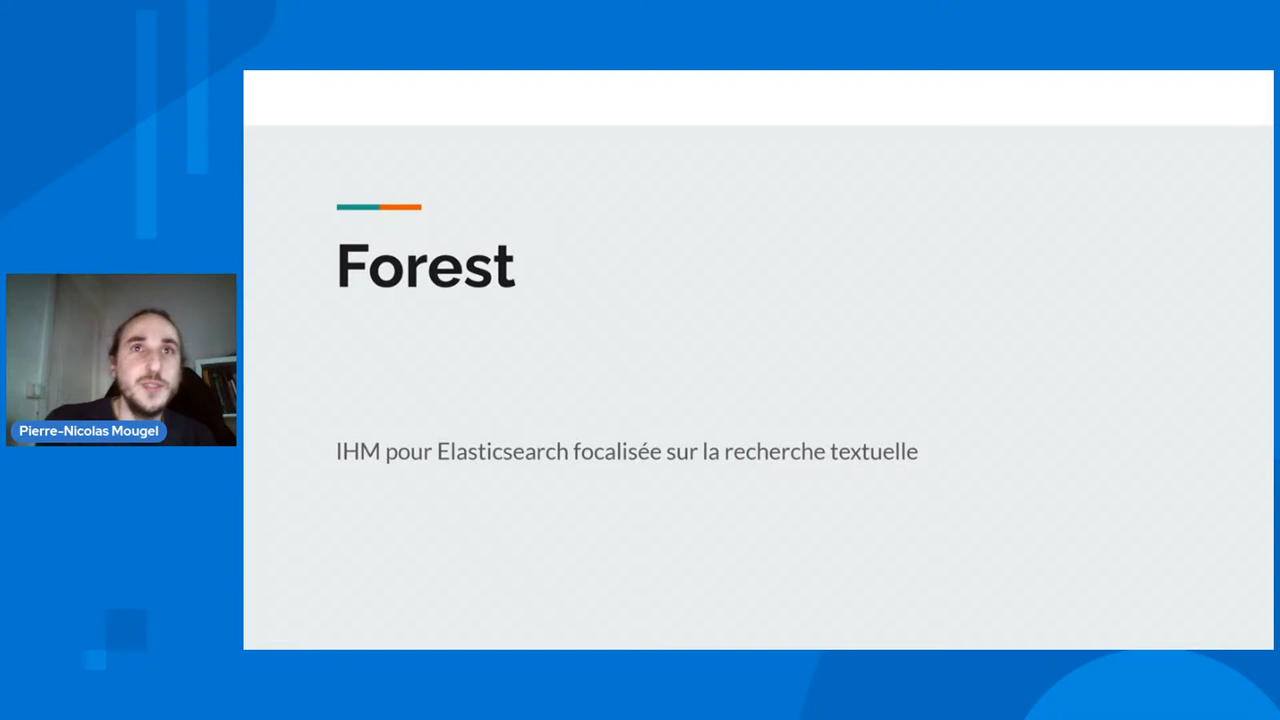 Forest
IHM pour Elasticsearch focalisée sur la recherche textuelle
Pierre-Nicolas Mougel